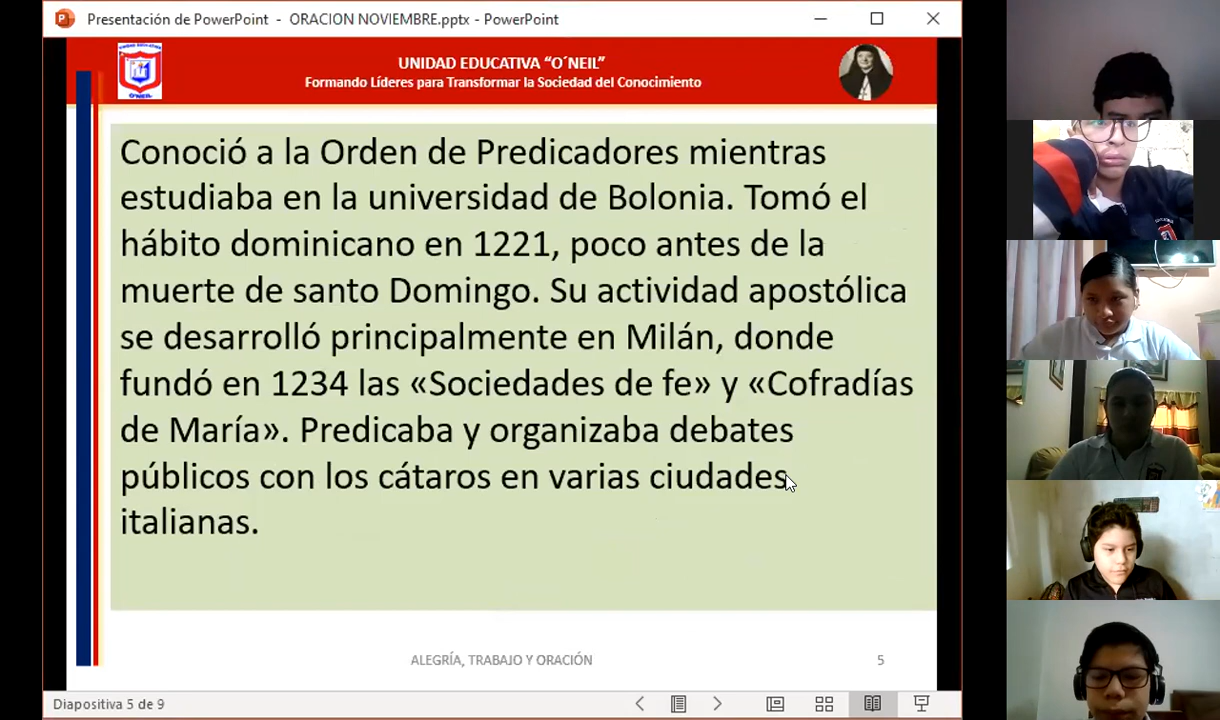 Presentación de PowerPoint - ORACION NOVIEMBRE.pptx - PowerPoint
UNIDAD EDUCATIVA “O´NEIL”
Formando Líderes para Transformar la Sociedad del Conocimiento
O'NEIL
Conoció a la Orden de Predicadores mientras
estudiaba en la universidad de Bolonia. Tomó el
hábito dominicano en 1221, poco antes de la
muerte de santo Domingo. Su actividad apostólica
se desarrolló principalmente en Milán, donde
fundó en 1234 las «Sociedades de fe» y «Cofradías
de María». Predicaba y organizaba debates
públicos con los cátaros en varias ciudades
italianas.
ALEGRÍA, TRABAJO Y ORACIÓN
5
Diapositiva 5 de 9